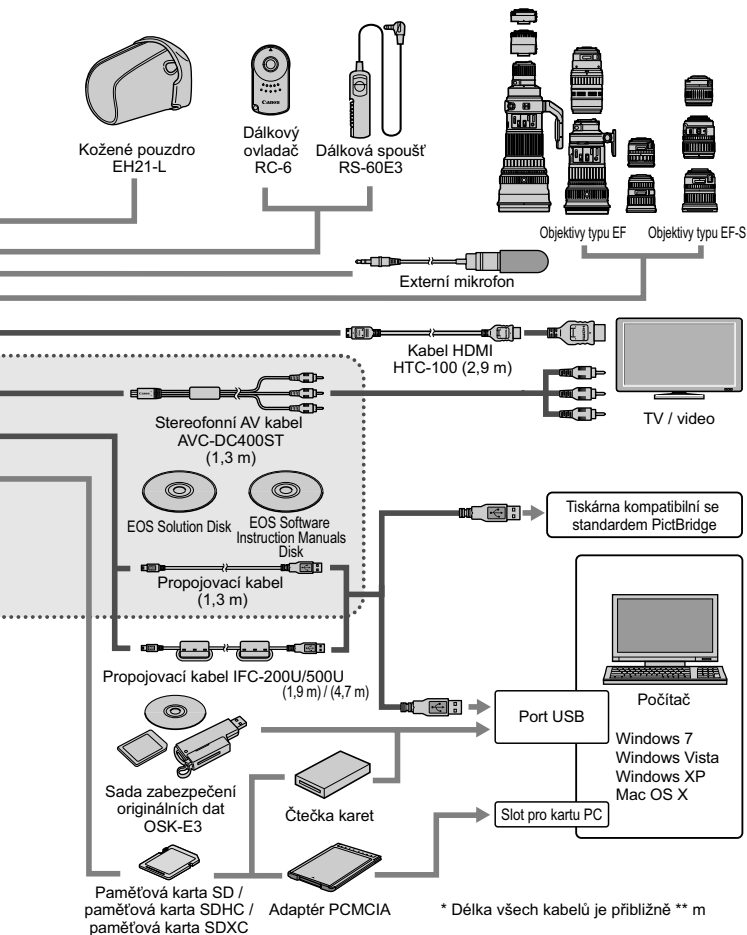 Kožené pouzdro
EH21-L
Canon
Dálkový
ovladač
RC-6
Dálková spoušť
RS-60E3
Objektivy typu EF
Objektivy typu EF-S
Externí mikrofon
Kabel HDMI
HTC-100 (2,9 m)
Stereofonní AV kabel
AVC-DC400ST
(1,3 m)
TV / video
EOS Solution Disk
EOS Software
Instruction Manuals
Disk
Tiskárna kompatibilní se
standardem PictBridge
Propojovací kabel
(1,3 m)
Propojovací kabel IFC-200U/500U
(1,9 m) / (4,7 m)
Port USB
Počítač
Windows 7
Windows Vista
Windows XP
Mac OS X
Sada zabezpečení
originálních dat
OSK-E3
Čtečka karet
Slot pro kartu PC
Paměťová karta SD /
paměťová karta SDHC /
paměťová karta SDXC
Adaptér PCMCIA
* Délka všech kabelů je přibližně ** m